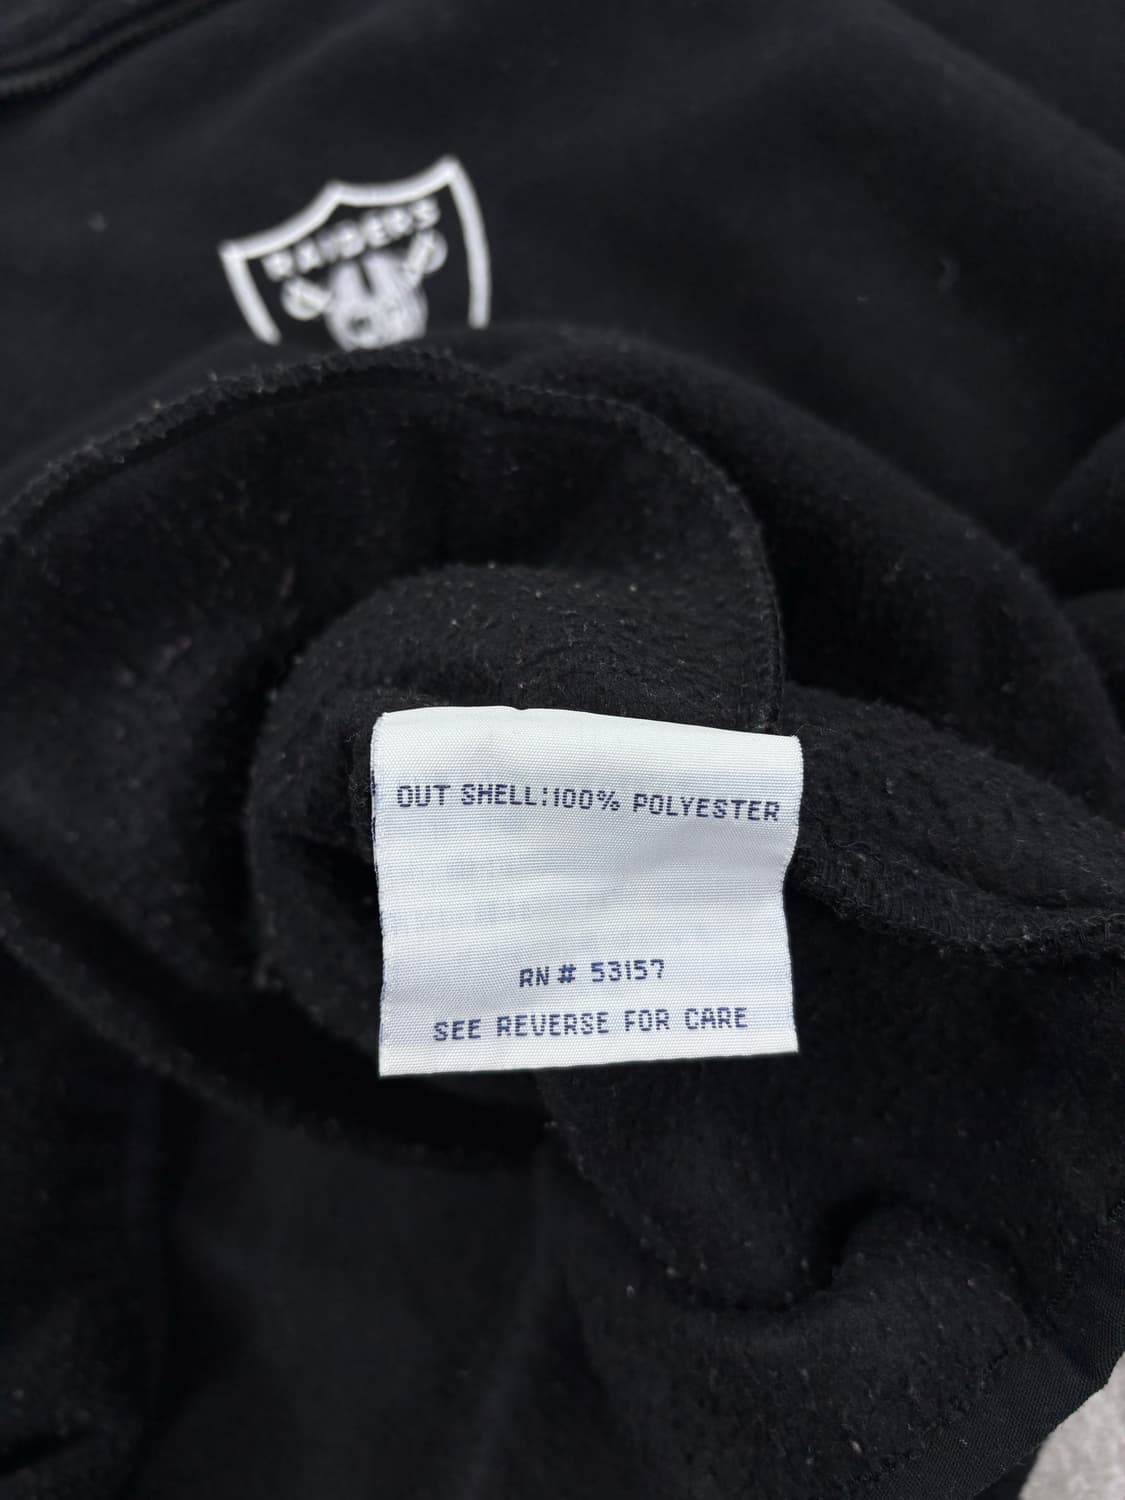 RAIDERS
OUT SHELL:100% POLYESTER
RN # 53157
SEE REVERSE FOR CARE